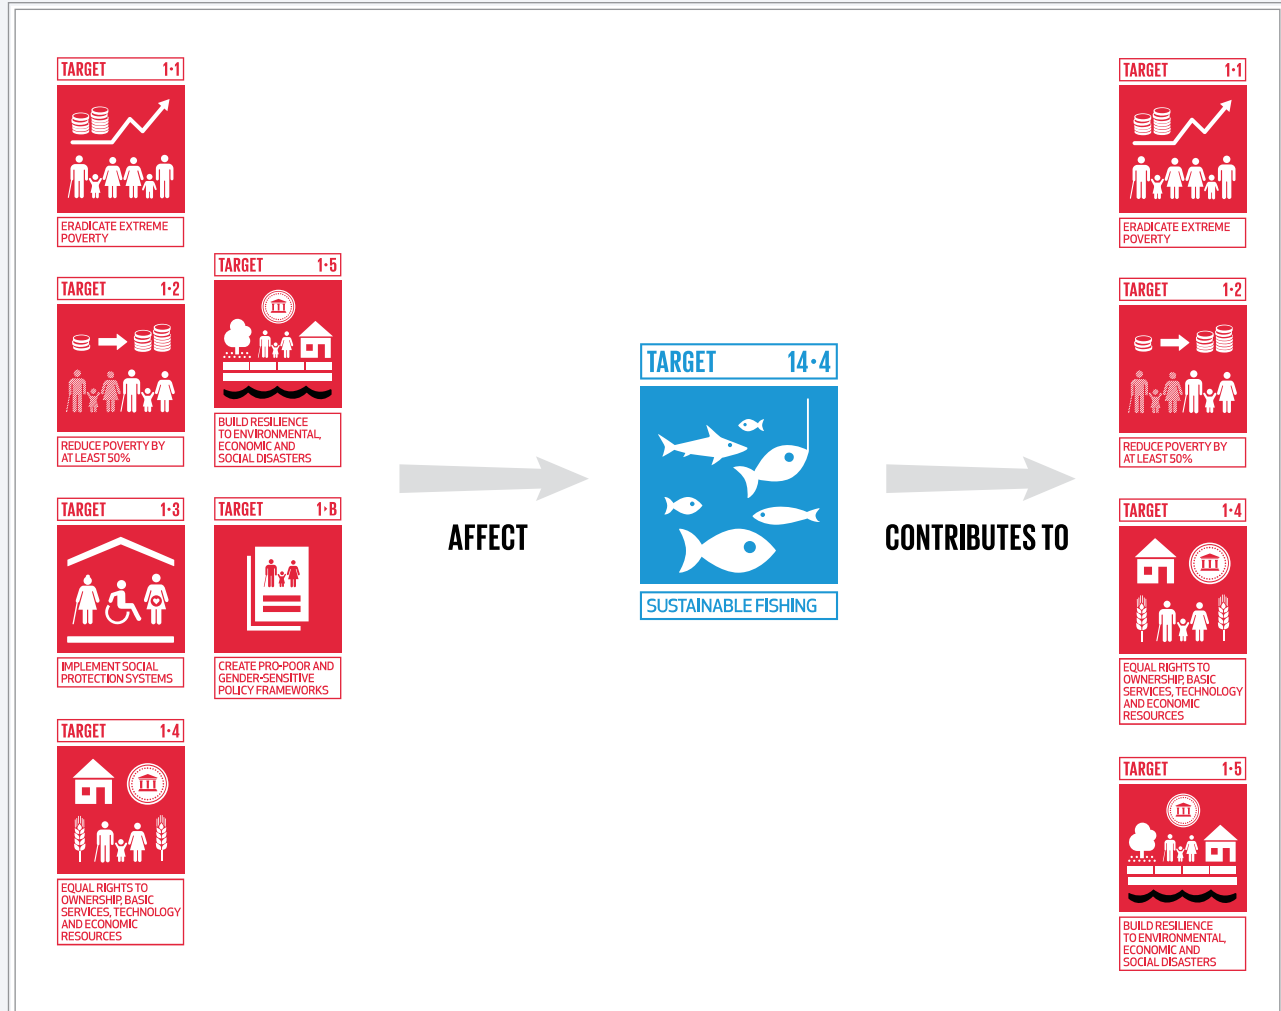 TARGET 1·1
ERADICATE EXTREME
POVERTY
TARGET 1·2
REDUCE POVERTY BY
AT LEAST 50%
TARGET 1·3
IMPLEMENT SOCIAL
PROTECTION SYSTEMS
TARGET 1·4
EQUAL RIGHTS TO
OWNERSHIP, BASIC
SERVICES, TECHNOLOGY
AND ECONOMIC
RESOURCES
TARGET 1·5
BUILD RESILIENCE
TO ENVIRONMENTAL,
ECONOMIC AND
SOCIAL DISASTERS
TARGET 1·B
CREATE PRO-POOR AND
GENDER-SENSITIVE
POLICY FRAMEWORKS
AFFECT
TARGET 14·4
SUSTAINABLE FISHING
CONTRIBUTES TO
TARGET 1·1
ERADICATE EXTREME
POVERTY
TARGET 1·2
REDUCE POVERTY BY
AT LEAST 50%
TARGET 1·4
EQUAL RIGHTS TO
OWNERSHIP, BASIC
SERVICES, TECHNOLOGY
AND ECONOMIC
RESOURCES
TARGET 1·5
BUILD RESILIENCE
TO ENVIRONMENTAL,
ECONOMIC AND
SOCIAL DISASTERS